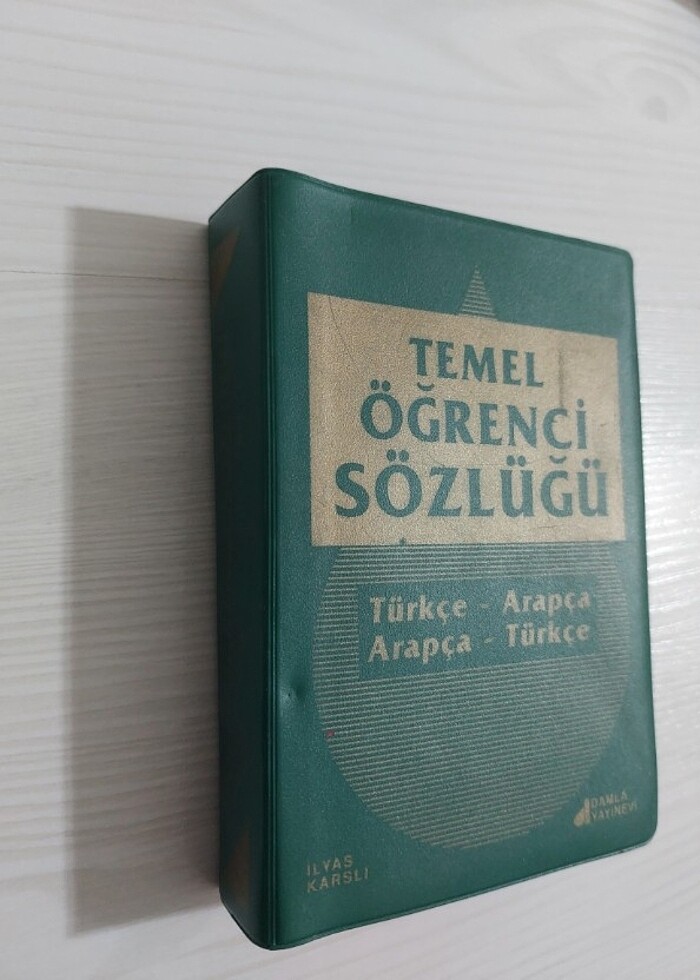 TEMEL
ÖĞRENCİ
SÖZLÜĞÜ
Türkçe - Arapça
Arapça - Türkçe
DAMLA
YAYINEVİ
İLYAS
KARSLI